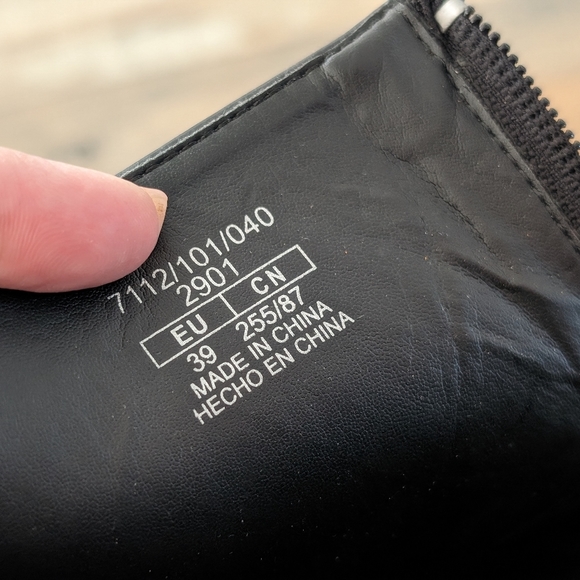 7112/101/040
2901
EU CN
39 255/87
MADE IN CHINA
HECHO EN CHINA